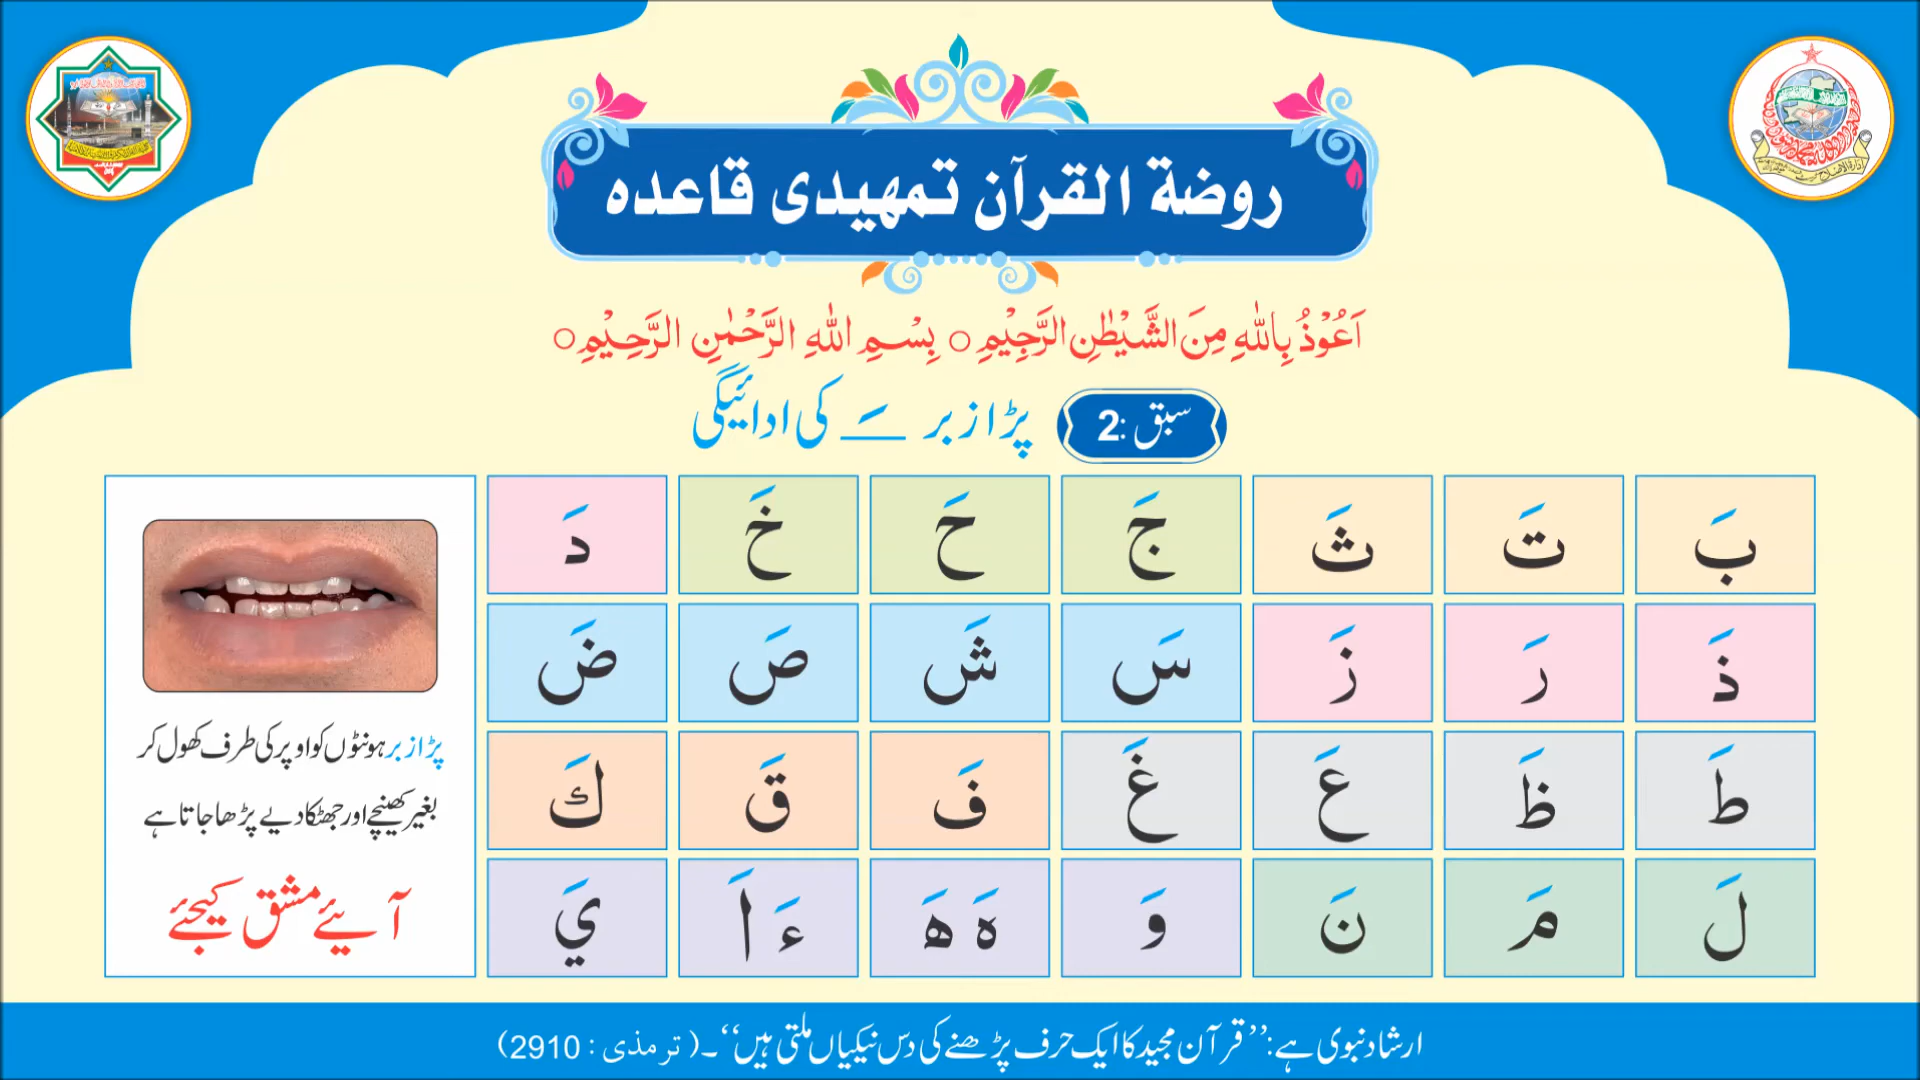 روضة القرآن تمهیدی قاعدہ
اَعُوْذُ بِاللّٰهِ مِنَ الشَّيْطٰنِ الرَّجِيْمِ ○ بِسْمِ اللّٰهِ الرَّحْمٰنِ الرَّحِيْمِ ○
سبق :2 پڑا زبر ـَـ کی ادائیگی
بَ تَ ثَ جَ حَ خَ دَ
ذَ رَ زَ سَ شَ صَ ضَ
طَ ظَ عَ غَ فَ قَ كَ
لَ مَ نَ وَ هَ هَ ءَ اَ يَ
پڑا زبر ہونٹوں کو اوپر کی طرف کھول کر
بغیر کھینچے اور جھٹکا دیے پڑھا جاتا ہے
آیئے مشق کیجئے
ارشاد نبوی ہے: ’’قرآن مجید کا ایک حرف پڑھنے کی دس نیکیاں ملتی ہیں‘‘۔ (ترمذی : 2910)